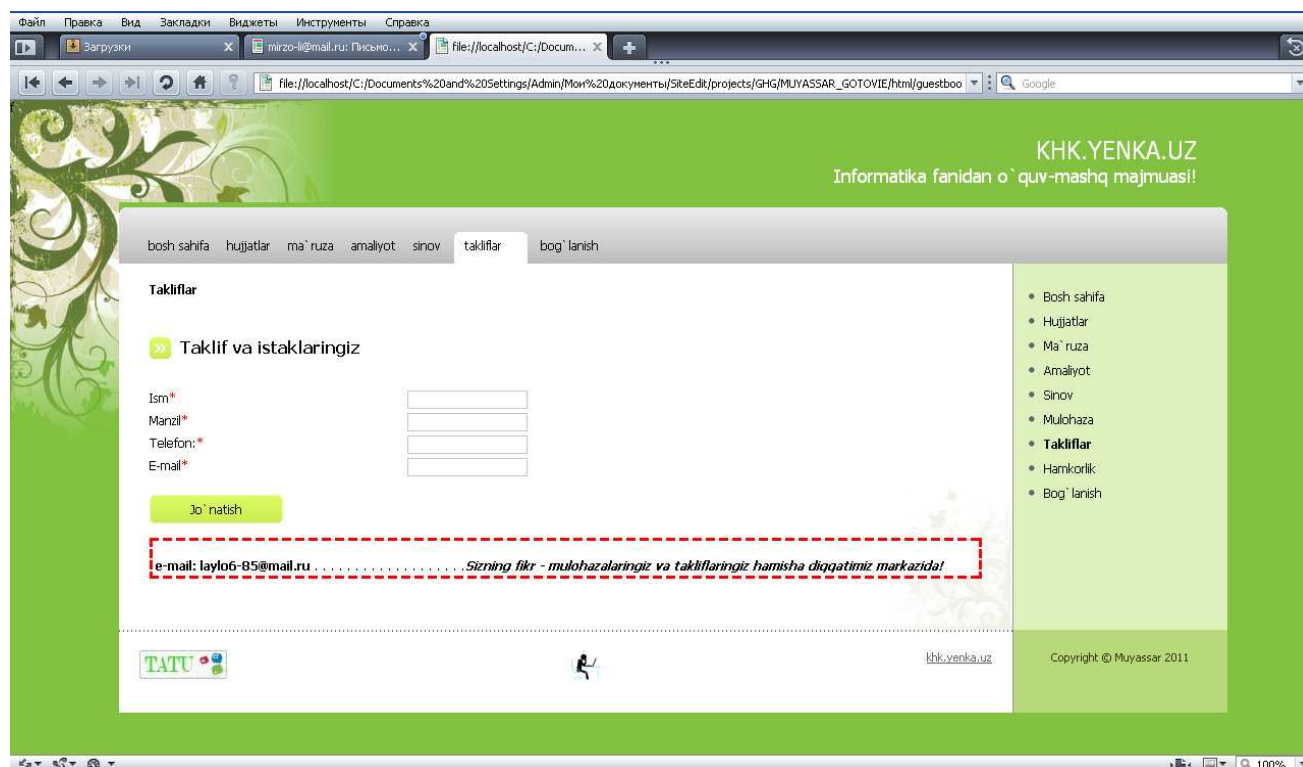 Файл Правка Вид Закладки Виджеты Инструменты Справка
Загрузки mirzo-li@mail.ru: Письмо... file://localhost/C:/Docum...
file://localhost/C:/Documents%20and%20Settings/Admin/Мои%20документы/SiteEdit/projects/GHG/MUYASSAR_GOTOVIE/html/guestboo Google
KHK.YENKA.UZ
Informatika fanidan o`quv-mashq majmuasi!
bosh sahifa hujjatlar ma`ruza amaliyot sinov takliflar bog`lanish
Takliflar
Taklif va istaklaringiz
Ism*
Manzil*
Telefon:*
E-mail*
Jo`natish
e-mail: laylo6-85@mail.ru . . . . . . . . . . . . . . . . . . .Sizning fikr - mulohazalaringiz va takliflaringiz hamisha diqqatimiz markazida!
Bosh sahifa
Hujjatlar
Ma`ruza
Amaliyot
Sinov
Mulohaza
Takliflar
Hamkorlik
Bog`lanish
TATU khk.yenka.uz Copyright © Muyassar 2011
100%